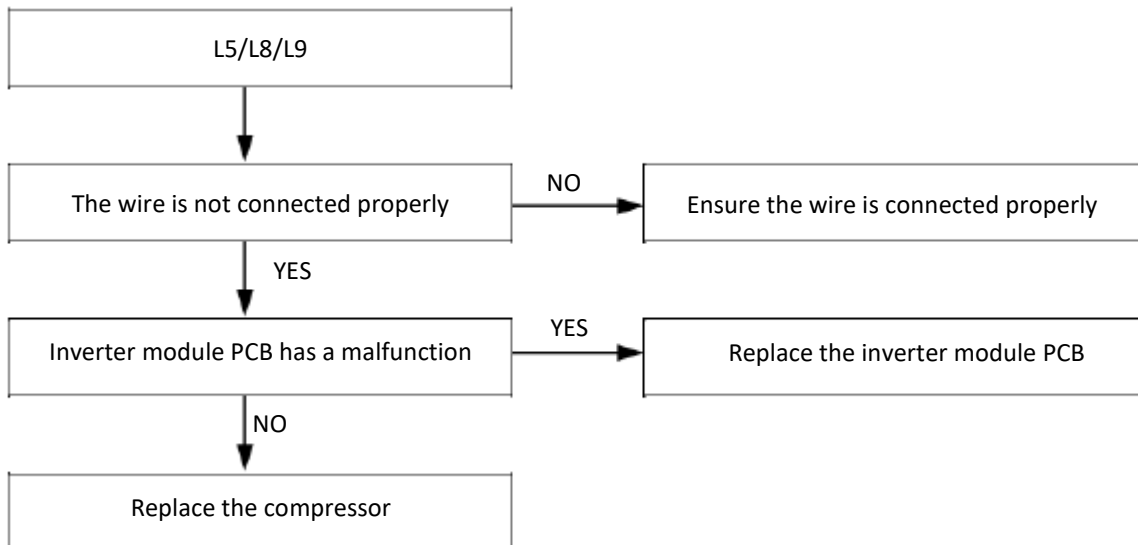 L5/L8/L9
The wire is not connected properly
NO
Ensure the wire is connected properly
YES
Inverter module PCB has a malfunction
YES
Replace the inverter module PCB
NO
Replace the compressor